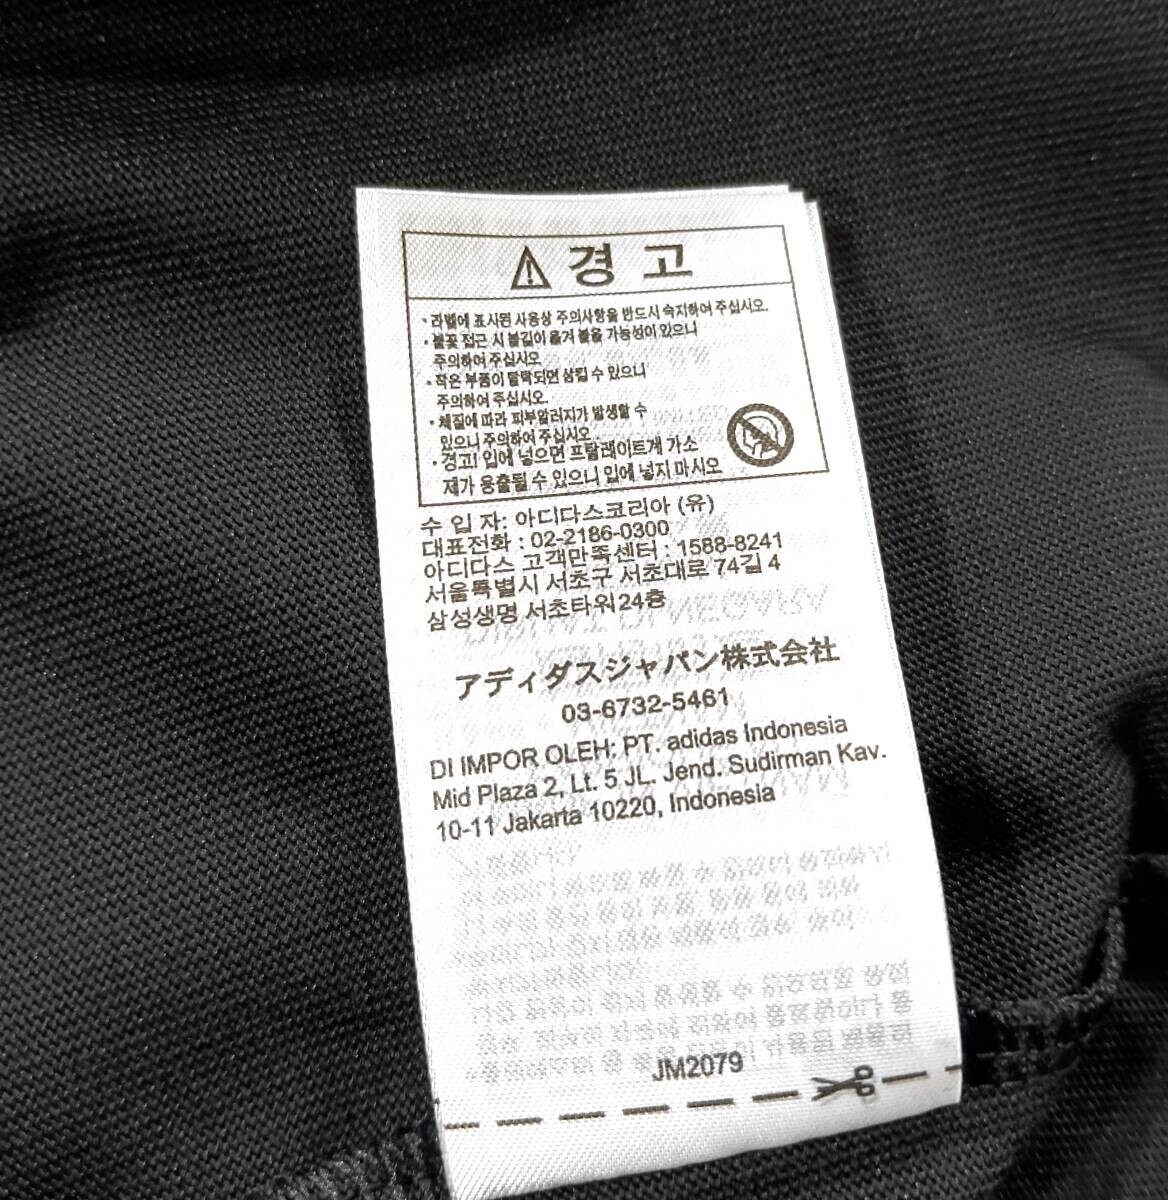 경 고
• 라벨에 표시된 사용상 주의사항을 반드시 숙지하여 주십시오.
• 불꽃 접근 시 불길이 옮겨 붙을 가능성이 있으니
주의하여 주십시오
• 작은 부품이 탈락되면 삼킬 수 있으니
주의하여 주십시오.
• 체질에 따라 피부알러지가 발생할 수
있으니 주의하여 주십시오.
• 경고! 입에 넣으면 프탈레이트계 가소
제가 용출될 수 있으니 입에 넣지 마시오
수 입 자: 아디다스코리아 (유)
대표전화 : 02-2186-0300
아디다스 고객만족센터 : 1588-8241
서울특별시 서초구 서초대로 74길 4
삼성생명 서초타워24층
アディダスジャパン株式会社
03-6732-5461
DI IMPOR OLEH: PT. adidas Indonesia
Mid Plaza 2, Lt. 5 JL. Jend. Sudirman Kav.
10-11 Jakarta 10220, Indonesia
JM2079